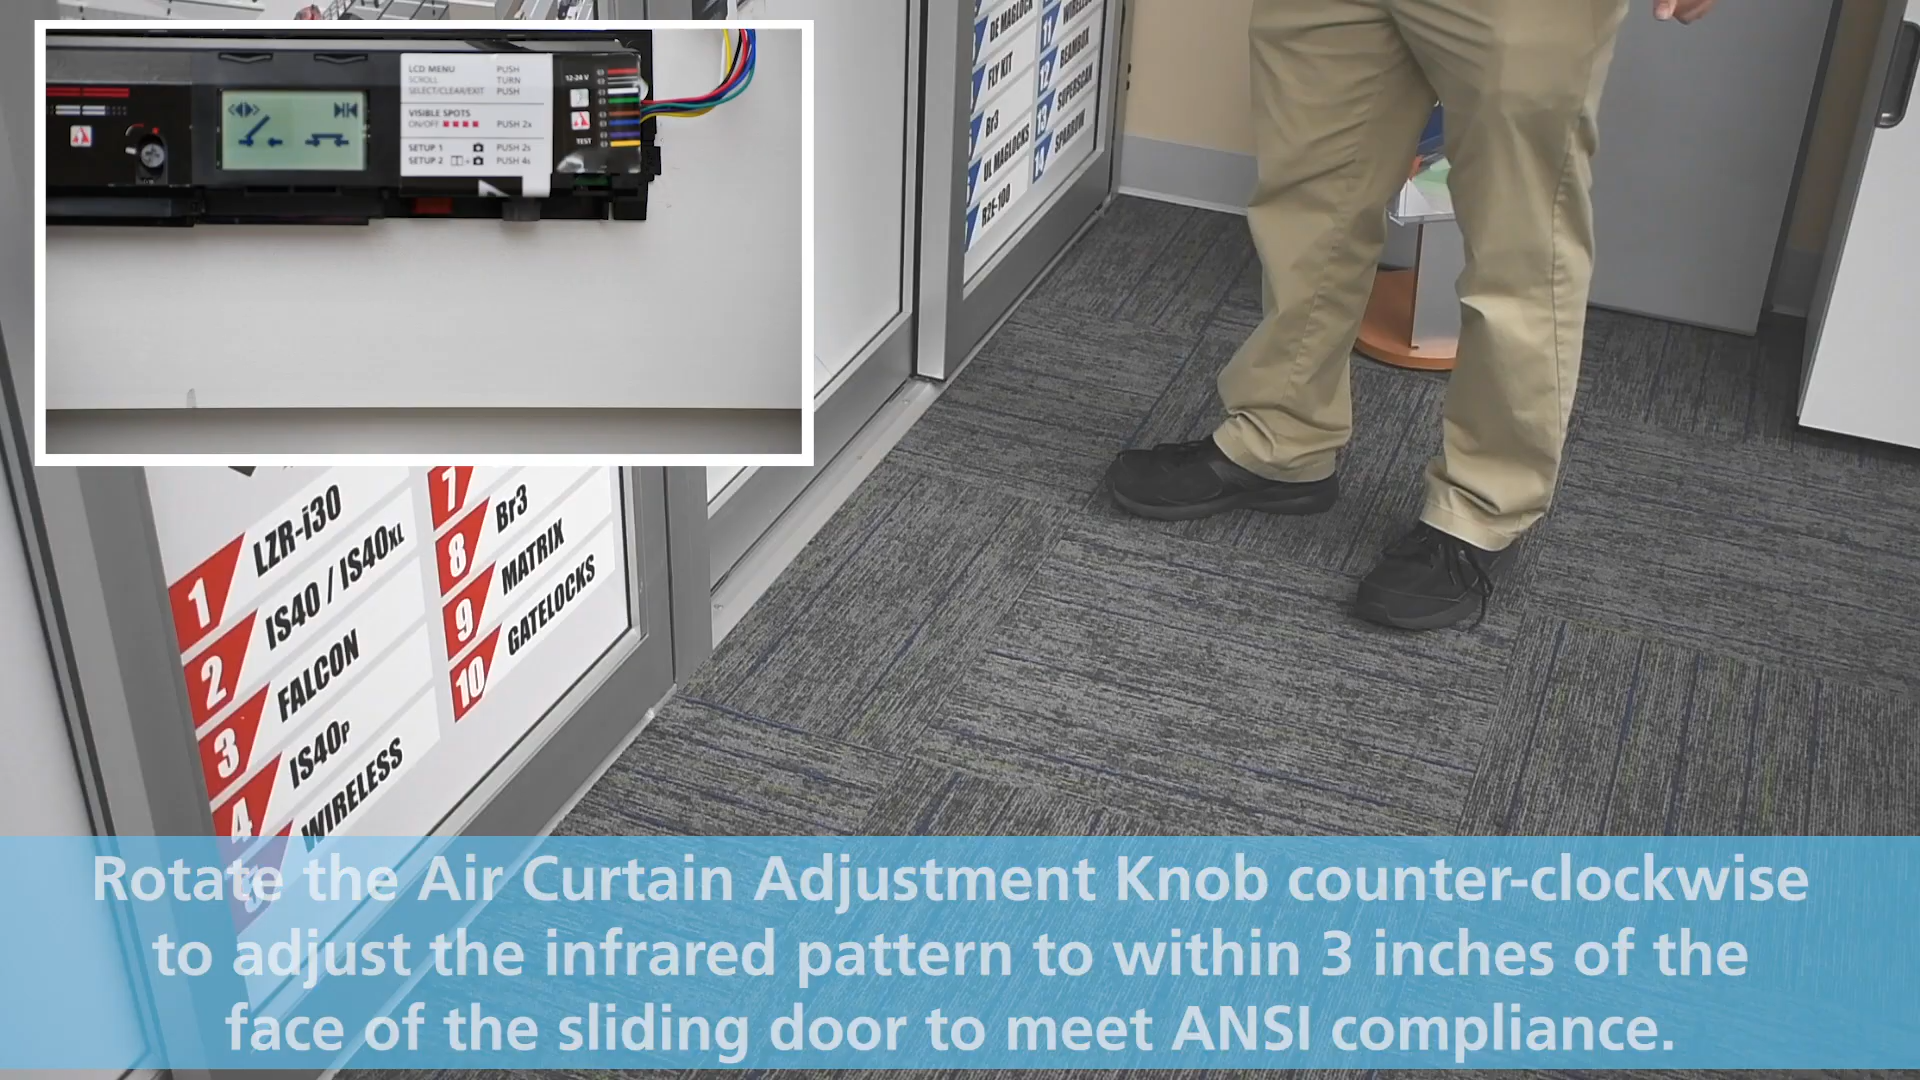 LCD MENU PUSH
SCROLL TURN
SELECT/CLEAR/EXIT PUSH
VISIBLE SPOTS
ON/OFF PUSH 2x
SETUP 1 PUSH 2s
SETUP 2 PUSH 4s
12-24 V
TEST
DE MAGLOCK
FLY KIT
Br3
UL MAGLOCKS
R2E-100
11 WIRELESS
12 BEAMBOX
13 SUPERSCAN
14 SPARROW
1 LZR-i30
2 IS40 / IS40XL
3 FALCON
4 IS40P
5 WIRELESS
7
8 Br3
9 MATRIX
10 GATELOCKS
Rotate the Air Curtain Adjustment Knob counter-clockwise
to adjust the infrared pattern to within 3 inches of the
face of the sliding door to meet ANSI compliance.